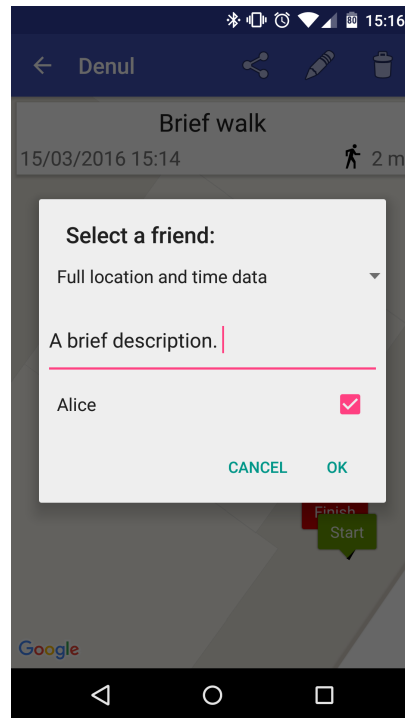 80 15:16
Denul
Brief walk
15/03/2016 15:14 2 m
Select a friend:
Full location and time data
A brief description.
Alice
CANCEL OK
Finish
Start
Google